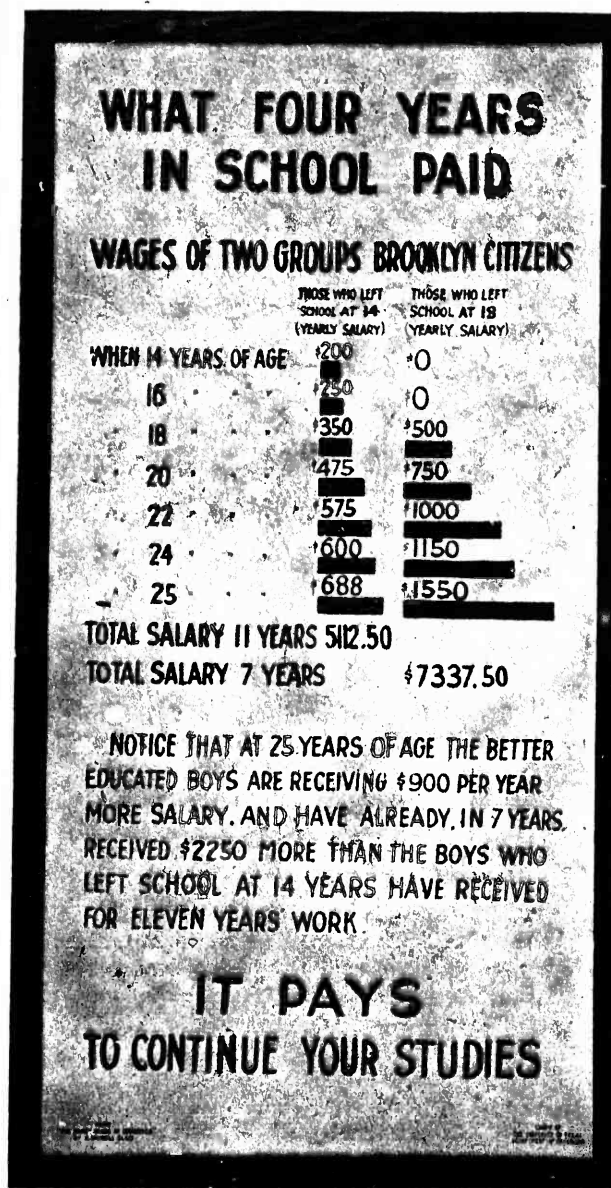 WHAT FOUR YEARS
IN SCHOOL PAID
WAGES OF TWO GROUPS BROOKLYN CITIZENS
THOSE WHO LEFT SCHOOL AT 14 (YEARLY SALARY)
THOSE WHO LEFT SCHOOL AT 18 (YEARLY SALARY)
WHEN 14 YEARS OF AGE $200 $0
16 " " " $250 $0
" 18 " " " $350 $500
" 20 " " " $475 $750
" 22 " " " $575 $1000
" 24 " " " $600 $1150
" 25 " " " $688 $1550
TOTAL SALARY 11 YEARS 5112.50
TOTAL SALARY 7 YEARS $7337.50
NOTICE THAT AT 25 YEARS OF AGE THE BETTER
EDUCATED BOYS ARE RECEIVING $900 PER YEAR
MORE SALARY. AND HAVE ALREADY, IN 7 YEARS,
RECEIVED $2250 MORE THAN THE BOYS WHO
LEFT SCHOOL AT 14 YEARS HAVE RECEIVED
FOR ELEVEN YEARS' WORK.
IT PAYS
TO CONTINUE YOUR STUDIES